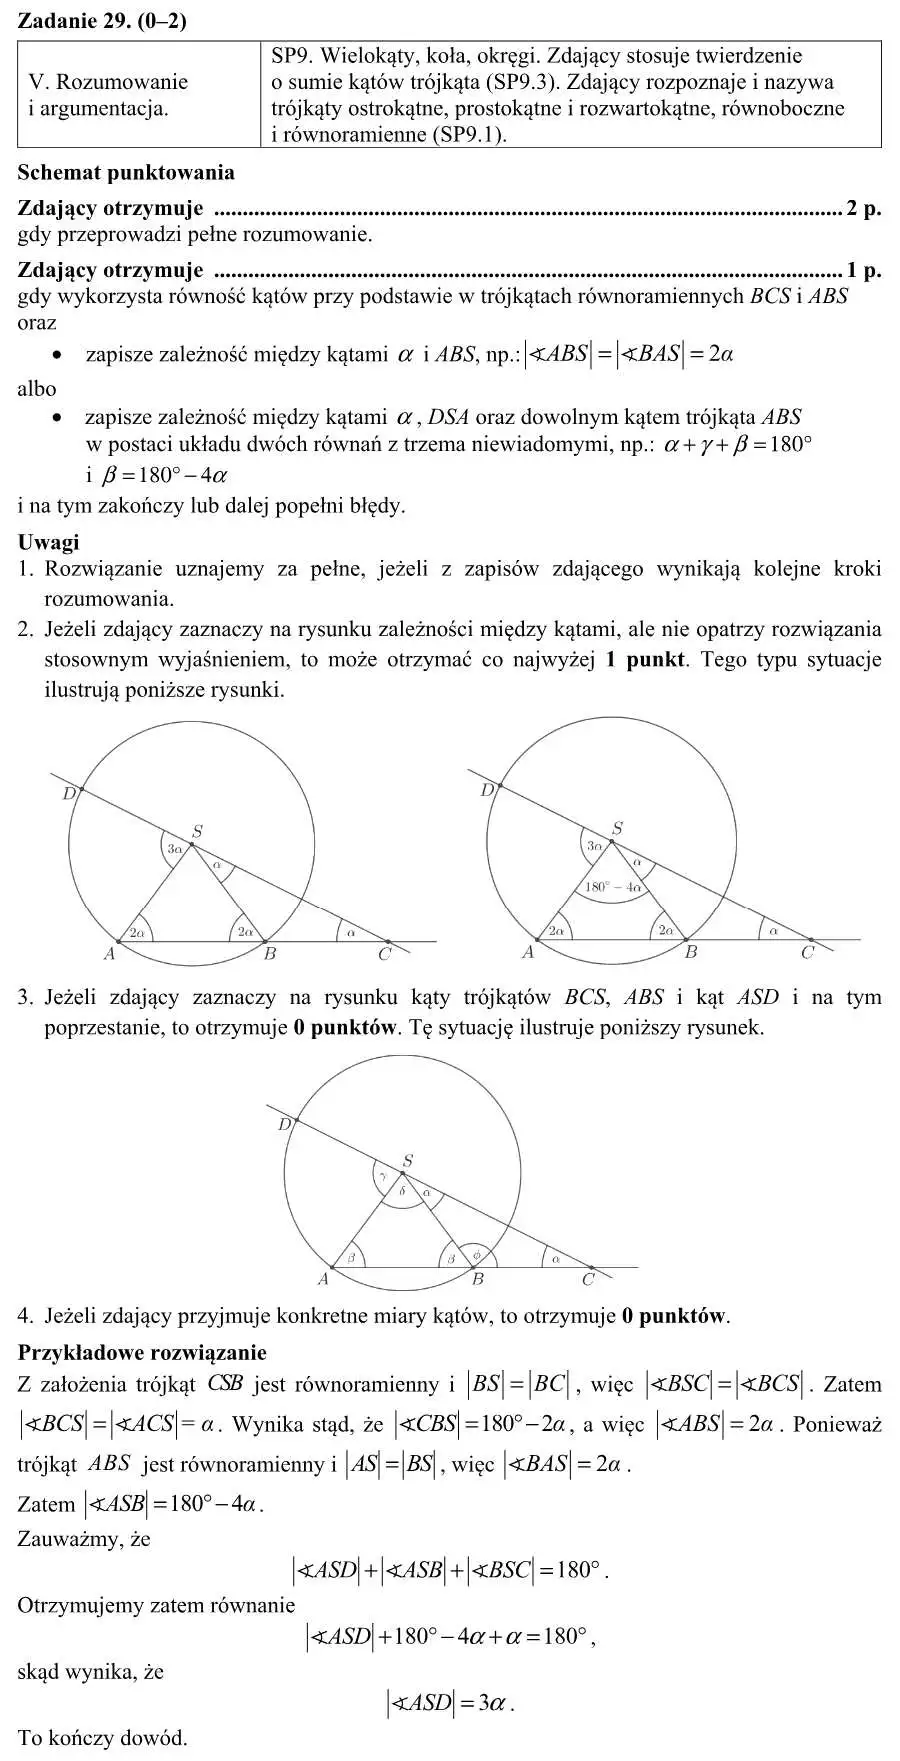 Zadanie 29. (0–2)
V. Rozumowanie
i argumentacja.
SP9. Wielokąty, koła, okręgi. Zdający stosuje twierdzenie
o sumie kątów trójkąta (SP9.3). Zdający rozpoznaje i nazywa
trójkąty ostrokątne, prostokątne i rozwartokątne, równoboczne
i równoramienne (SP9.1).
Schemat punktowania
Zdający otrzymuje ............................................................................................................. 2 p.
gdy przeprowadzi pełne rozumowanie.
Zdający otrzymuje ............................................................................................................. 1 p.
gdy wykorzysta równość kątów przy podstawie w trójkątach równoramiennych BCS i ABS
oraz
• zapisze zależność między kątami α i ABS, np.: |∢ABS| = |∢BAS| = 2α
albo
• zapisze zależność między kątami α, DSA oraz dowolnym kątem trójkąta ABS
w postaci układu dwóch równań z trzema niewiadomymi, np.: α + γ + β = 180°
i β = 180° − 4α
i na tym zakończy lub dalej popełni błędy.
Uwagi
1. Rozwiązanie uznajemy za pełne, jeżeli z zapisów zdającego wynikają kolejne kroki
rozumowania.
2. Jeżeli zdający zaznaczy na rysunku zależności między kątami, ale nie opatrzy rozwiązania
stosownym wyjaśnieniem, to może otrzymać co najwyżej 1 punkt. Tego typu sytuacje
ilustrują poniższe rysunki.
D
S
3α
α
2α
2α
α
A
B
C
D
S
3α
α
180° − 4α
2α
2α
α
A
B
C
3. Jeżeli zdający zaznaczy na rysunku kąty trójkątów BCS, ABS i kąt ASD i na tym
poprzestanie, to otrzymuje 0 punktów. Tę sytuację ilustruje poniższy rysunek.
D
S
γ
δ
α
β
β
ϕ
α
A
B
C
4. Jeżeli zdający przyjmuje konkretne miary kątów, to otrzymuje 0 punktów.
Przykładowe rozwiązanie
Z założenia trójkąt CSB jest równoramienny i |BS| = |BC|, więc |∢BSC| = |∢BCS|. Zatem
|∢BCS| = |∢ACS| = α. Wynika stąd, że |∢CBS| = 180° − 2α, a więc |∢ABS| = 2α. Ponieważ
trójkąt ABS jest równoramienny i |AS| = |BS|, więc |∢BAS| = 2α.
Zatem |∢ASB| = 180° − 4α.
Zauważmy, że
|∢ASD| + |∢ASB| + |∢BSC| = 180°.
Otrzymujemy zatem równanie
|∢ASD| + 180° − 4α + α = 180°,
skąd wynika, że
|∢ASD| = 3α.
To kończy dowód.